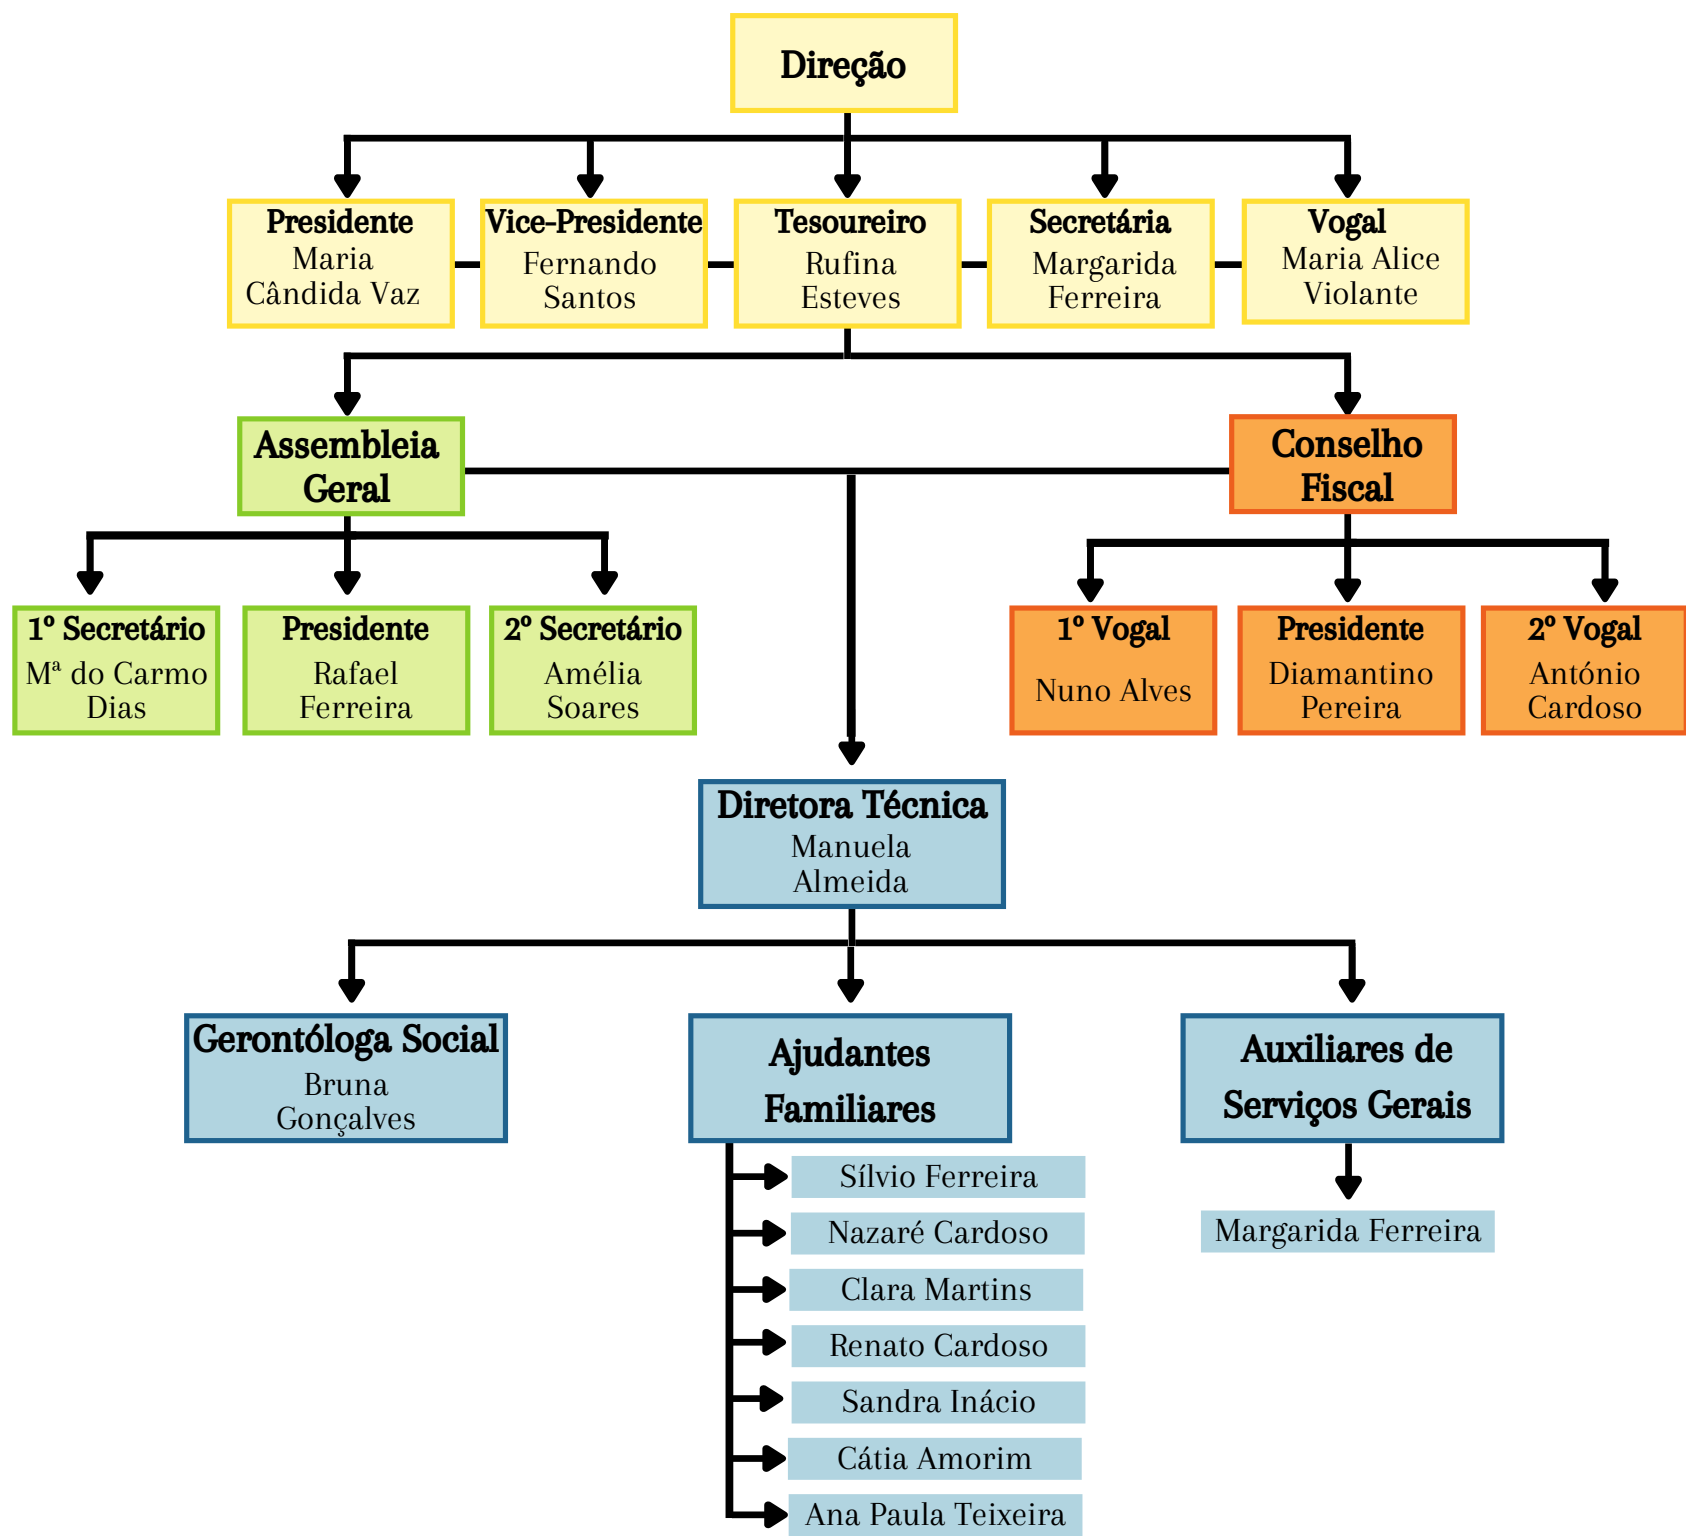 Direção
Presidente
Maria
Cândida Vaz
Vice-Presidente
Fernando
Santos
Tesoureiro
Rufina
Esteves
Secretária
Margarida
Ferreira
Vogal
Maria Alice
Violante
Assembleia
Geral
Conselho
Fiscal
1º Secretário
Mª do Carmo
Dias
Presidente
Rafael
Ferreira
2º Secretário
Amélia
Soares
1º Vogal
Nuno Alves
Presidente
Diamantino
Pereira
2º Vogal
António
Cardoso
Diretora Técnica
Manuela
Almeida
Gerontóloga Social
Bruna
Gonçalves
Ajudantes
Familiares
Sílvio Ferreira
Nazaré Cardoso
Clara Martins
Renato Cardoso
Sandra Inácio
Cátia Amorim
Ana Paula Teixeira
Auxiliares de
Serviços Gerais
Margarida Ferreira